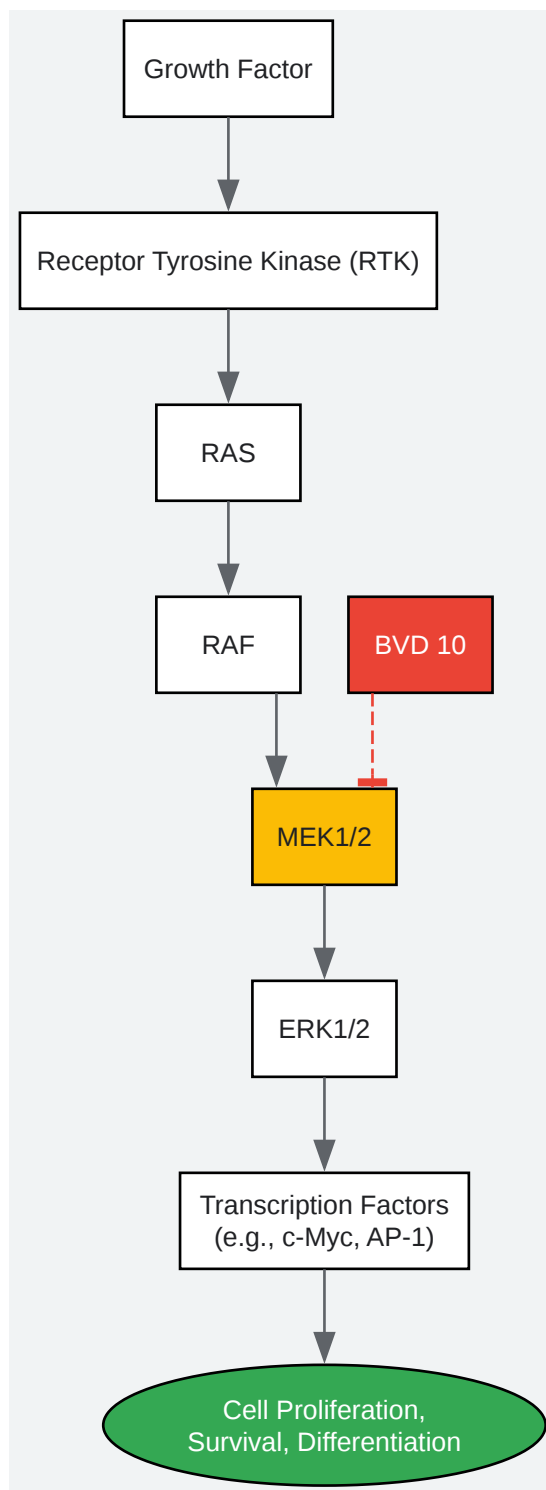 Growth Factor
Receptor Tyrosine Kinase (RTK)
RAS
RAF
BVD 10
MEK1/2
ERK1/2
Transcription Factors
(e.g., c-Myc, AP-1)
Cell Proliferation,
Survival, Differentiation